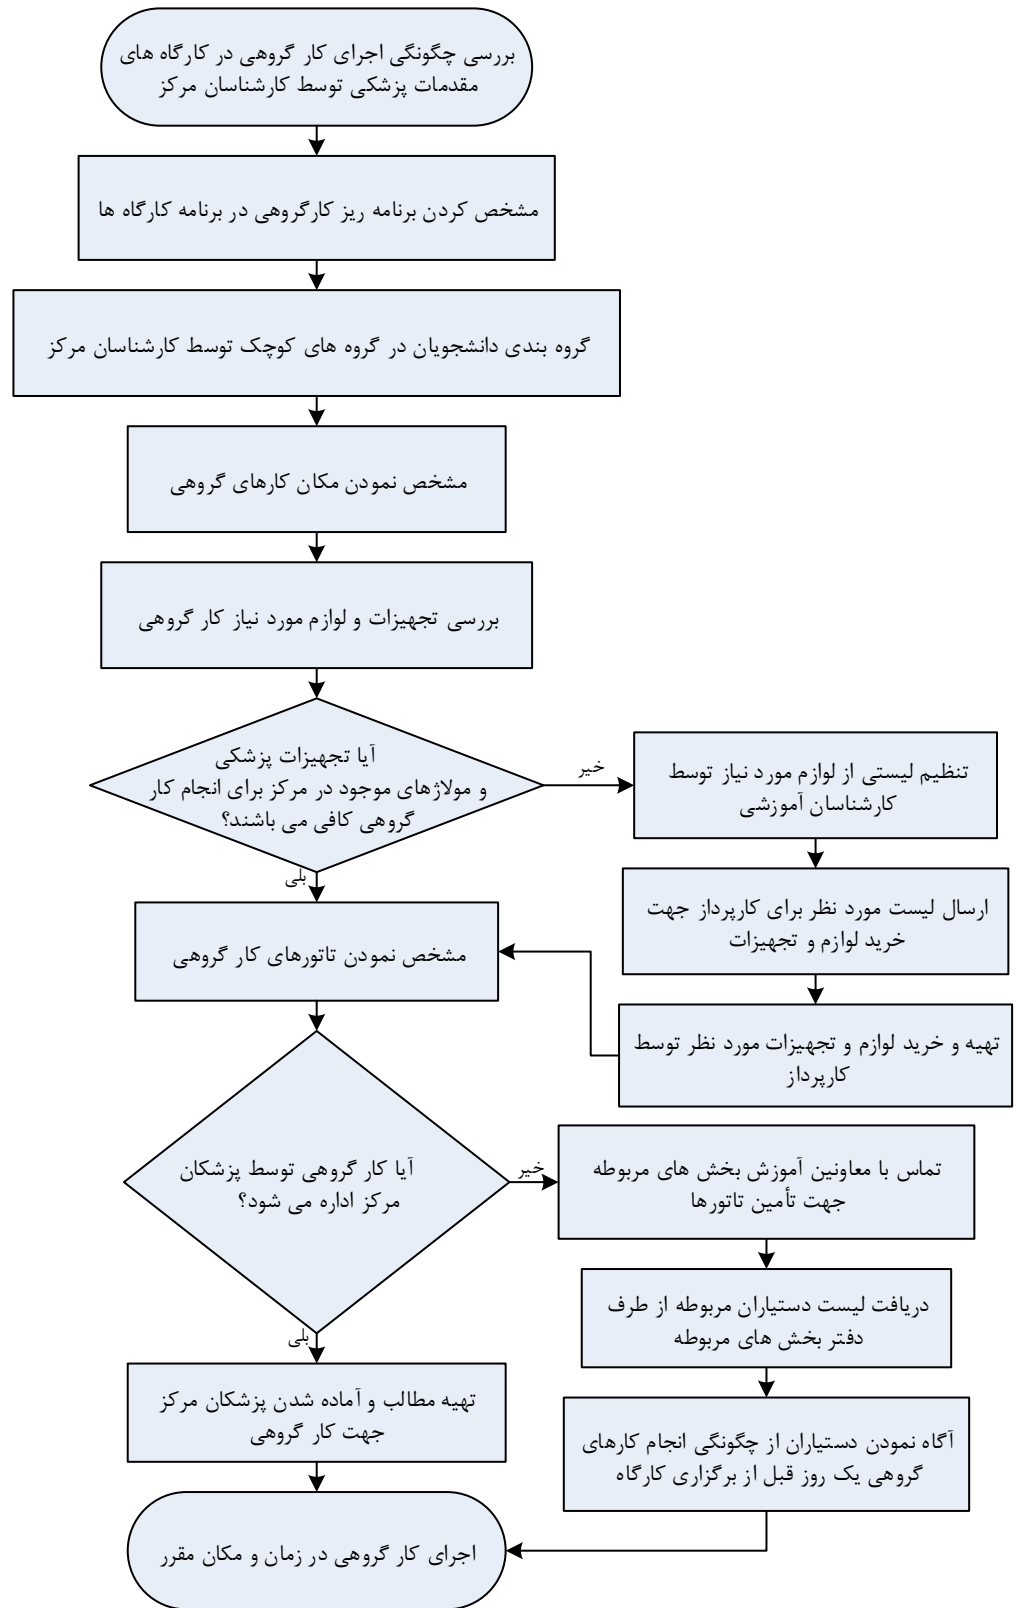 بررسی چگونگی اجرای کار گروهی در کارگاه های
مقدمات پزشکی توسط کارشناسان مرکز
مشخص کردن برنامه ریز کارگروهی در برنامه کارگاه ها
گروه بندی دانشجویان در گروه های کوچک توسط کارشناسان مرکز
مشخص نمودن مکان کارهای گروهی
بررسی تجهیزات و لوازم مورد نیاز کار گروهی
آیا تجهیزات پزشکی
و مولاژهای موجود در مرکز برای انجام کار
گروهی کافی می باشند؟
خیر
تنظیم لیستی از لوازم مورد نیاز توسط
کارشناسان آموزشی
ارسال لیست مورد نظر برای کارپرداز جهت
خرید لوازم و تجهیزات
تهیه و خرید لوازم و تجهیزات مورد نظر توسط
کارپرداز
بلی
مشخص نمودن تاتورهای کار گروهی
آیا کار گروهی توسط پزشکان
مرکز اداره می شود؟
خیر
تماس با معاونین آموزش بخش های مربوطه
جهت تأمین تاتورها
دریافت لیست دستیاران مربوطه از طرف
دفتر بخش های مربوطه
آگاه نمودن دستیاران از چگونگی انجام کارهای
گروهی یک روز قبل از برگزاری کارگاه
بلی
تهیه مطالب و آماده شدن پزشکان مرکز
جهت کار گروهی
اجرای کار گروهی در زمان و مکان مقرر